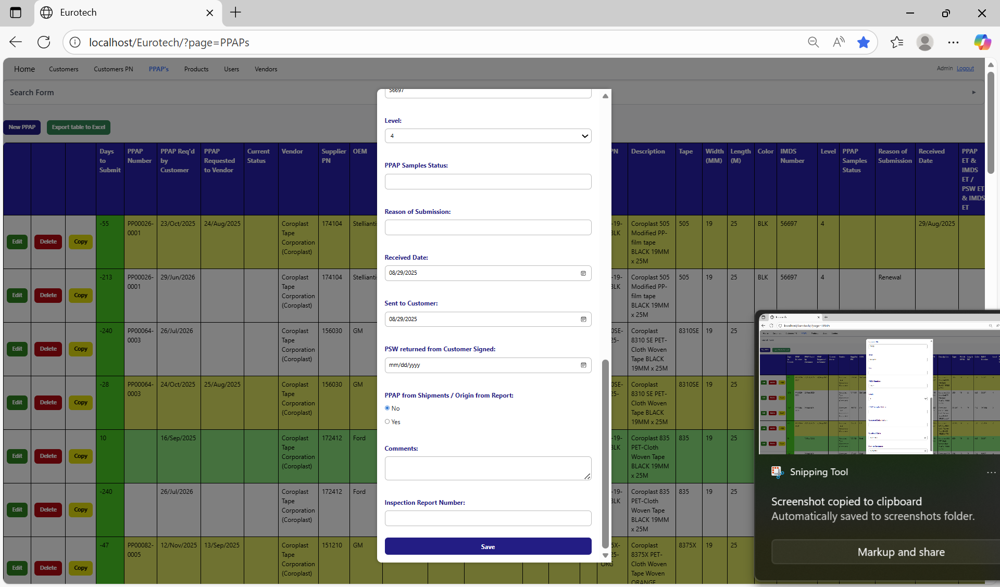 Eurotech
localhost/Eurotech/?page=PPAPs
Home Customers Customers PN PPAP's Products Users Vendors Admin Logout
Search Form
New PPAP Export table to Excel
Days to Submit
PPAP Number
PPAP Req'd by Customer
PPAP Requested to Vendor
Current Status
Vendor
Supplier PN
OEM
PN
Description
Tape
Width (MM)
Length (M)
Color
IMDS Number
Level
PPAP Samples Status
Reason of Submission
Received Date
PPAP ET & IMDS ET / PSW ET & IMDS ET
Edit Delete Copy -55 PP00026-0001 23/Oct/2025 24/Aug/2025 Coroplast Tape Corporation (Coroplast) 174104 Stellanti -19- BLK Coroplast 505 Modified PP-film tape BLACK 19MM x 25M 505 19 25 BLK 56697 4 29/Aug/2025
Edit Delete Copy -213 PP00026-0001 29/Jun/2026 Coroplast Tape Corporation (Coroplast) 174104 Stellanti -19- BLK Coroplast 505 Modified PP-film tape BLACK 19MM x 25M 505 19 25 BLK 56697 4 Renewal
Edit Delete Copy -240 PP00064-0003 26/Jul/2026 Coroplast Tape Corporation (Coroplast) 156030 GM 0SE- 25- Coroplast 8310 SE PET-Cloth Woven Tape BLACK 19MM x 25M 8310SE 19 25
Edit Delete Copy -28 PP00064-0003 24/Oct/2025 25/Aug/2025 Coroplast Tape Corporation (Coroplast) 156030 GM 0SE- 25- Coroplast 8310 SE PET-Cloth Woven Tape BLACK 19MM x 25M 8310SE 19 25
Edit Delete Copy 10 16/Sep/2025 Coroplast Tape Corporation (Coroplast) 172412 Ford -19- BLK Coroplast 835 PET-Cloth Woven Tape BLACK 19MM x 25M 835 19 25
Edit Delete Copy -240 26/Jul/2026 Coroplast Tape Corporation (Coroplast) 172412 Ford -19- BLK Coroplast 835 PET-Cloth Woven Tape BLACK 19MM x 25M 835 19 25
Edit Delete Copy -47 PP00082-0005 12/Nov/2025 13/Sep/2025 Coroplast Tape Corporation (Coroplast) 151210 GM 5X- 25- ORG Coroplast 8375X PET-Cloth Woven Tape Woven ORANGE 8375X 19 25
56697
Level:
4
PPAP Samples Status:
Reason of Submission:
Received Date:
08/29/2025
Sent to Customer:
08/29/2025
PSW returned from Customer Signed:
mm/dd/yyyy
PPAP from Shipments / Origin from Report:
No
Yes
Comments:
Inspection Report Number:
Save
Snipping Tool
Screenshot copied to clipboard
Automatically saved to screenshots folder.
Markup and share